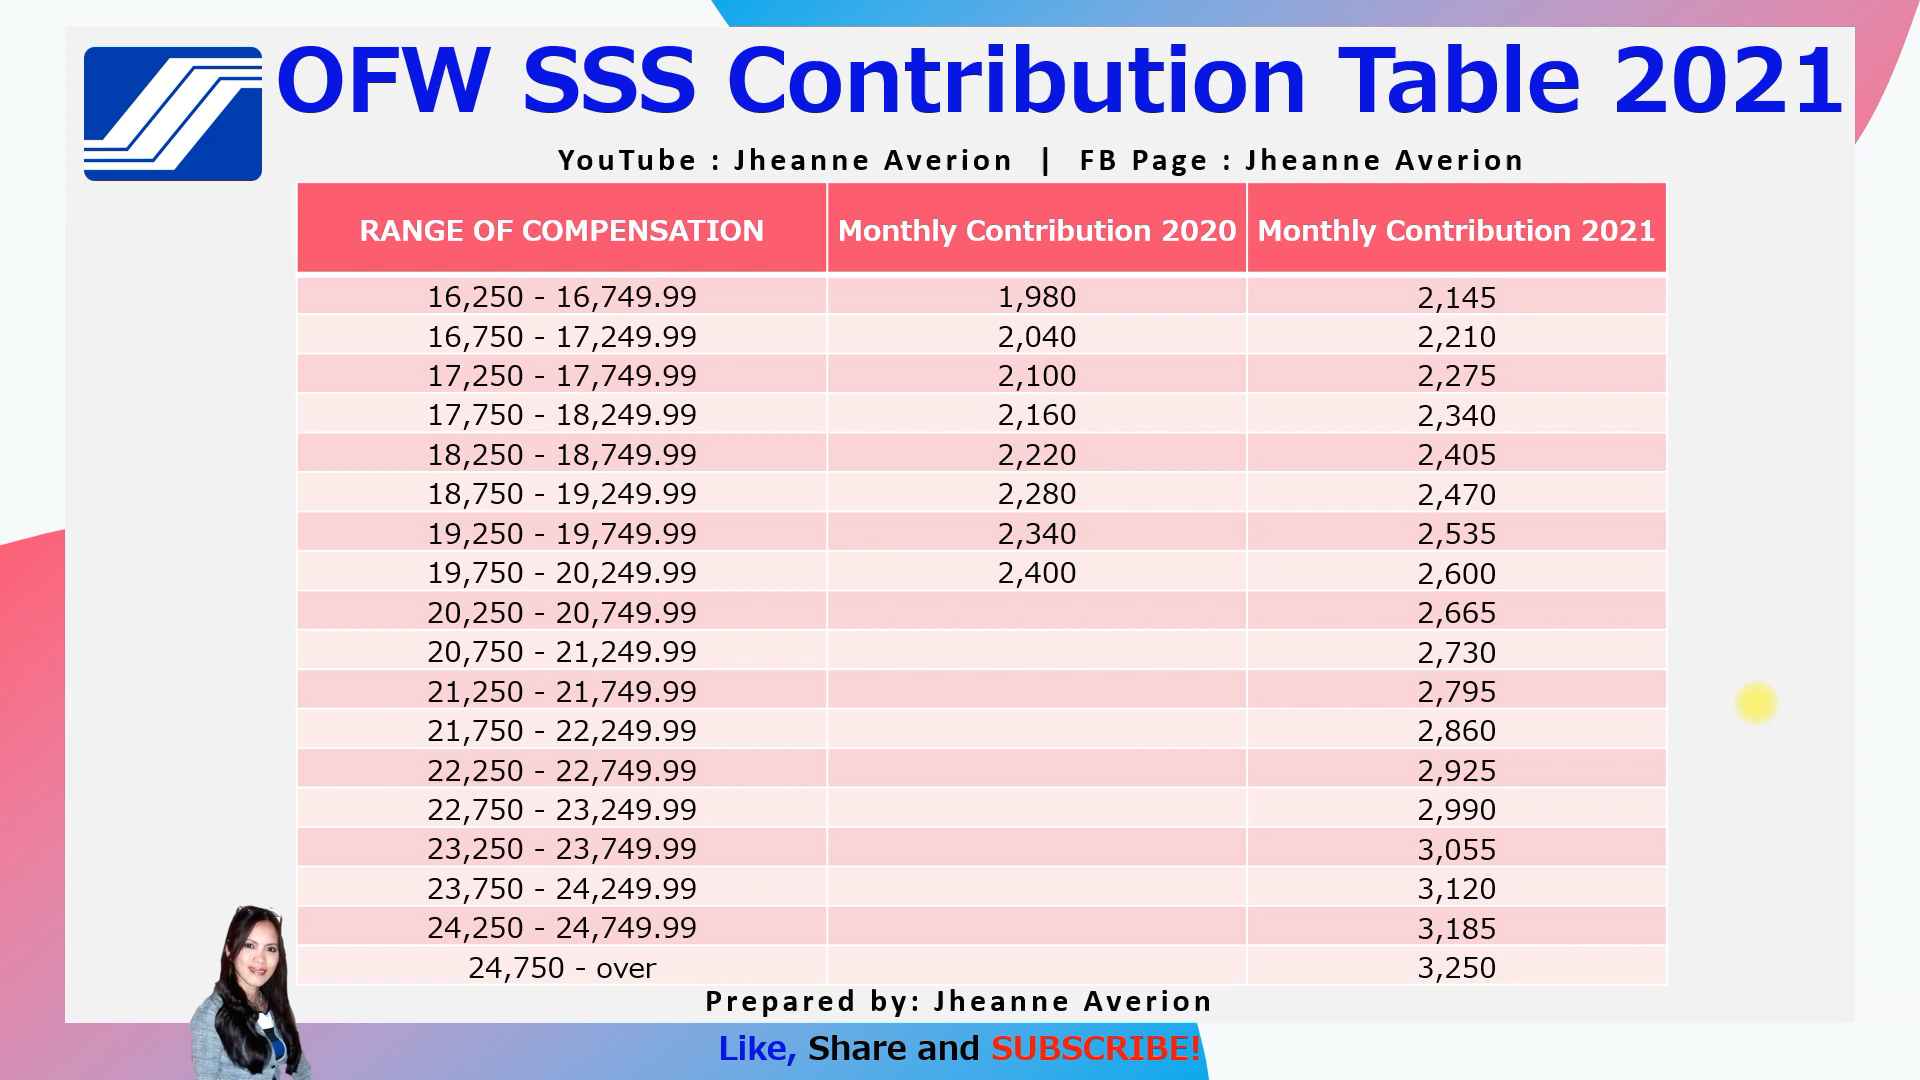 OFW SSS Contribution Table 2021
YouTube : Jheanne Averion | FB Page : Jheanne Averion
RANGE OF COMPENSATION Monthly Contribution 2020 Monthly Contribution 2021
16,250 - 16,749.99 1,980 2,145
16,750 - 17,249.99 2,040 2,210
17,250 - 17,749.99 2,100 2,275
17,750 - 18,249.99 2,160 2,340
18,250 - 18,749.99 2,220 2,405
18,750 - 19,249.99 2,280 2,470
19,250 - 19,749.99 2,340 2,535
19,750 - 20,249.99 2,400 2,600
20,250 - 20,749.99 2,665
20,750 - 21,249.99 2,730
21,250 - 21,749.99 2,795
21,750 - 22,249.99 2,860
22,250 - 22,749.99 2,925
22,750 - 23,249.99 2,990
23,250 - 23,749.99 3,055
23,750 - 24,249.99 3,120
24,250 - 24,749.99 3,185
24,750 - over 3,250
Prepared by: Jheanne Averion
Like, Share and SUBSCRIBE!